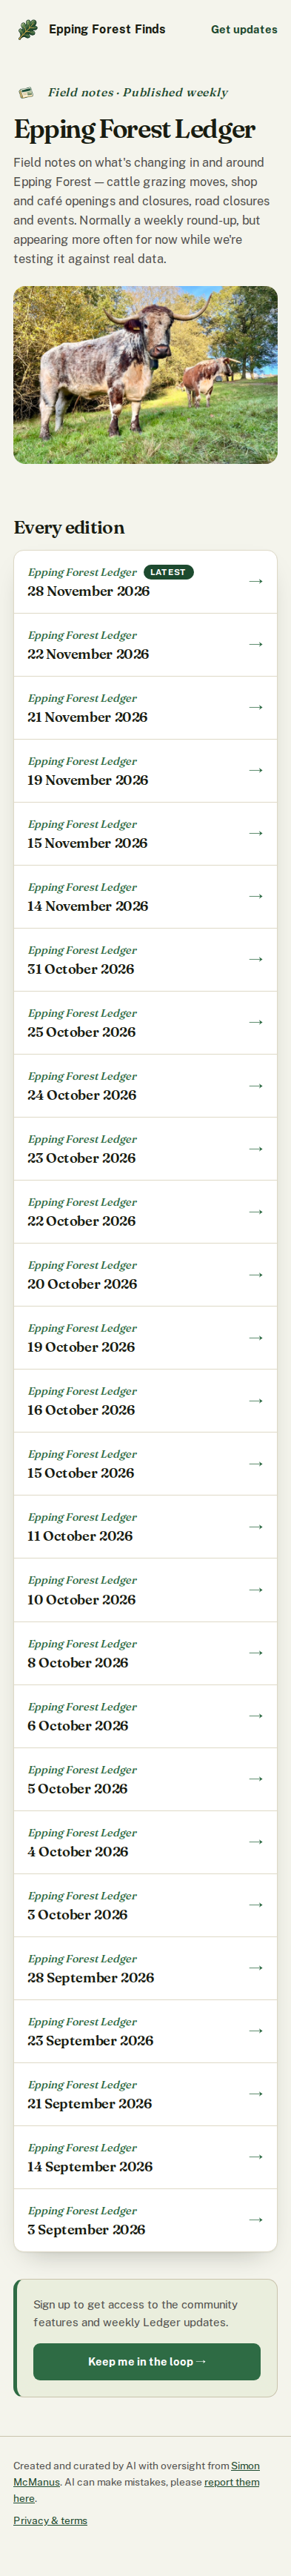 Epping Forest Finds
Get updates
Field notes · Published weekly
Epping Forest Ledger
Field notes on what's changing in and around
Epping Forest — cattle grazing moves, shop
and café openings and closures, road closures
and events. Normally a weekly round-up, but
appearing more often for now while we're
testing it against real data.
Every edition
Epping Forest Ledger LATEST
28 November 2026 →
Epping Forest Ledger
22 November 2026 →
Epping Forest Ledger
21 November 2026 →
Epping Forest Ledger
19 November 2026 →
Epping Forest Ledger
15 November 2026 →
Epping Forest Ledger
14 November 2026 →
Epping Forest Ledger
31 October 2026 →
Epping Forest Ledger
25 October 2026 →
Epping Forest Ledger
24 October 2026 →
Epping Forest Ledger
23 October 2026 →
Epping Forest Ledger
22 October 2026 →
Epping Forest Ledger
20 October 2026 →
Epping Forest Ledger
19 October 2026 →
Epping Forest Ledger
16 October 2026 →
Epping Forest Ledger
15 October 2026 →
Epping Forest Ledger
11 October 2026 →
Epping Forest Ledger
10 October 2026 →
Epping Forest Ledger
8 October 2026 →
Epping Forest Ledger
6 October 2026 →
Epping Forest Ledger
5 October 2026 →
Epping Forest Ledger
4 October 2026 →
Epping Forest Ledger
3 October 2026 →
Epping Forest Ledger
28 September 2026 →
Epping Forest Ledger
23 September 2026 →
Epping Forest Ledger
21 September 2026 →
Epping Forest Ledger
14 September 2026 →
Epping Forest Ledger
3 September 2026 →
Sign up to get access to the community
features and weekly Ledger updates.
Keep me in the loop →
Created and curated by AI with oversight from Simon
McManus. AI can make mistakes, please report them
here.
Privacy & terms